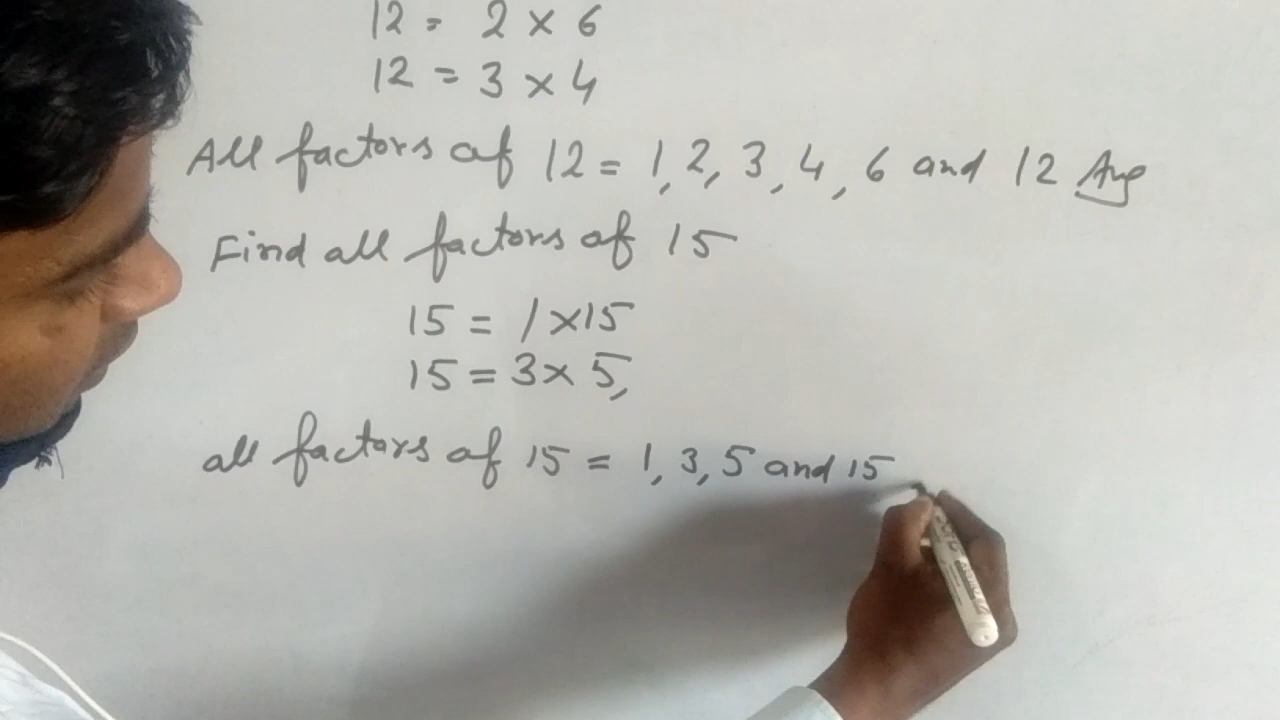 12 = 2 × 6
12 = 3 × 4
All factors of 12 = 1, 2, 3, 4, 6 and 12 Ans
Find all factors of 15
15 = 1 × 15
15 = 3 × 5,
all factors of 15 = 1, 3, 5 and 15